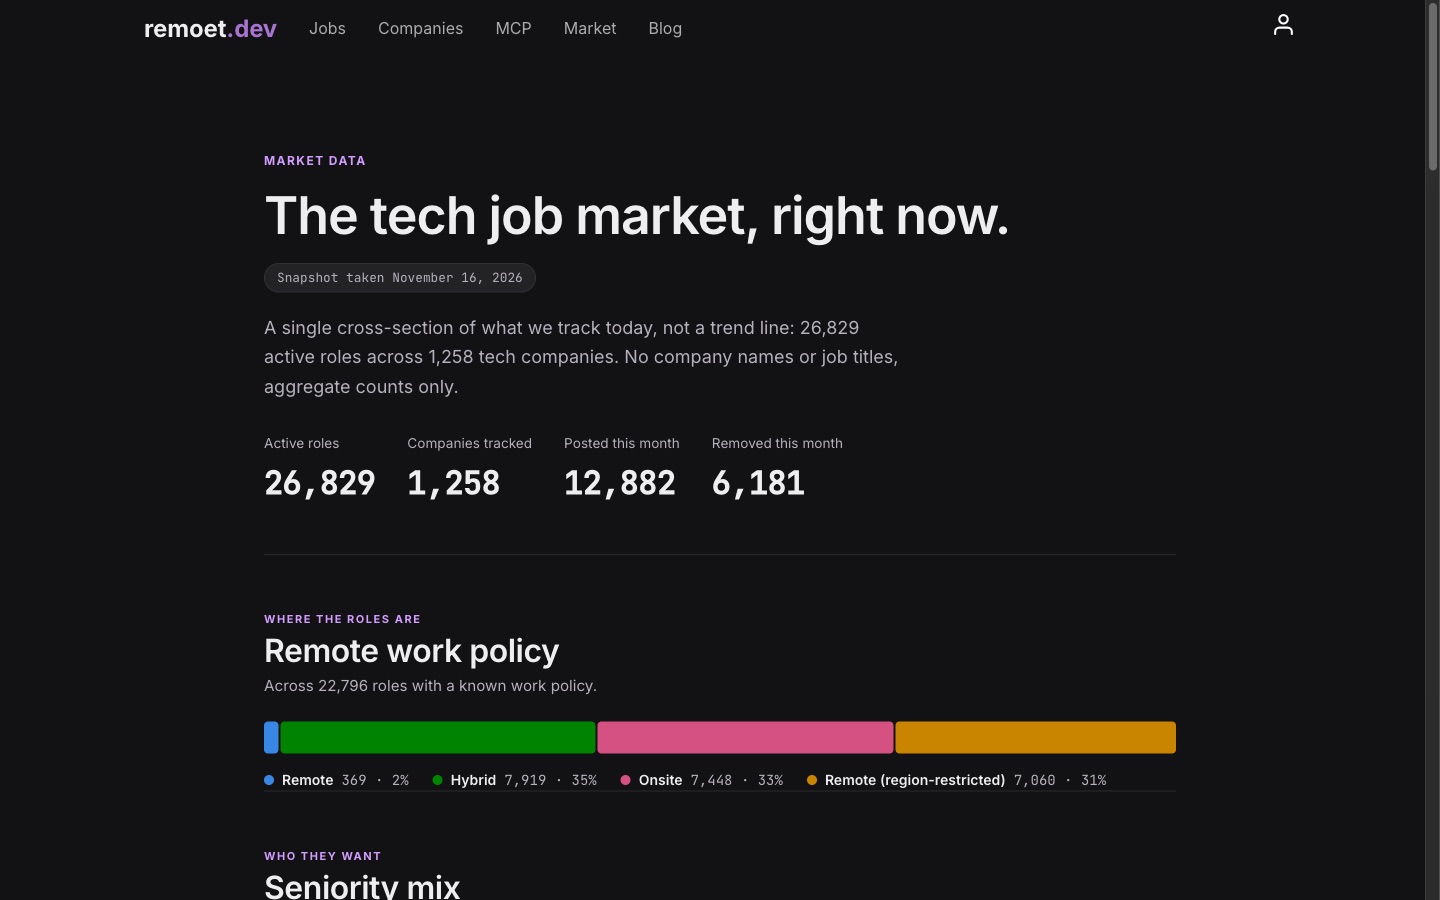 remoet.dev Jobs Companies MCP Market Blog
MARKET DATA
The tech job market, right now.
Snapshot taken November 16, 2026
A single cross-section of what we track today, not a trend line: 26,829
active roles across 1,258 tech companies. No company names or job titles,
aggregate counts only.
Active roles Companies tracked Posted this month Removed this month
26,829 1,258 12,882 6,181
WHERE THE ROLES ARE
Remote work policy
Across 22,796 roles with a known work policy.
Remote 369 · 2% Hybrid 7,919 · 35% Onsite 7,448 · 33% Remote (region-restricted) 7,060 · 31%
WHO THEY WANT
Seniority mix